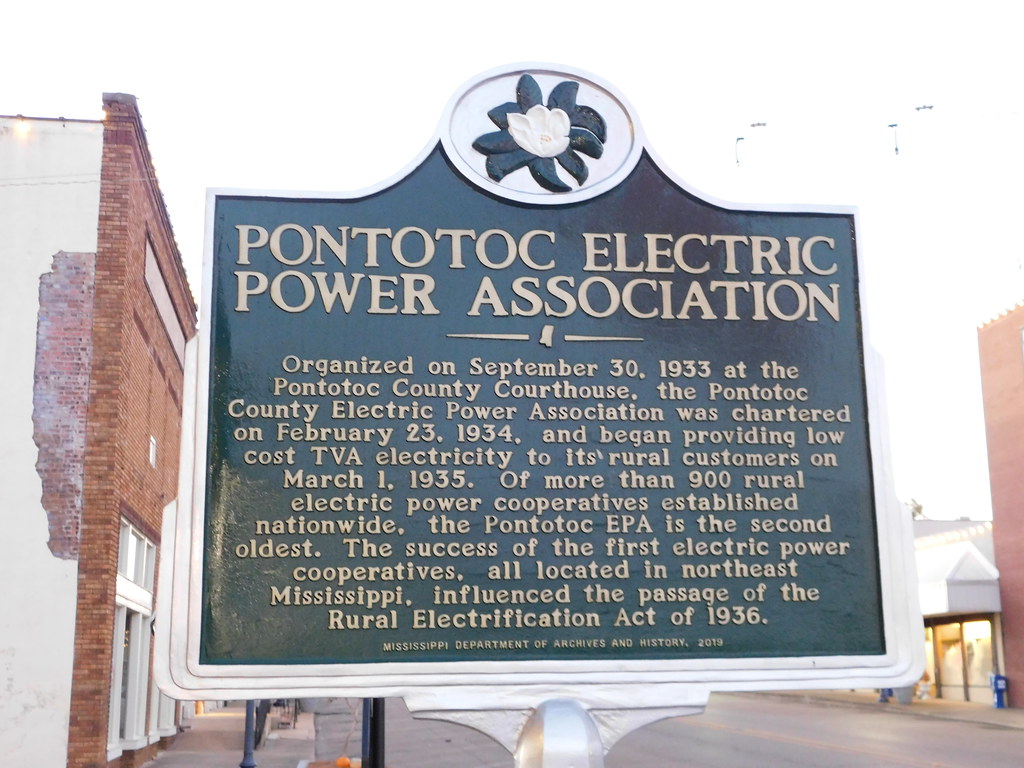 PONTOTOC ELECTRIC
POWER ASSOCIATION
Organized on September 30, 1933 at the
Pontotoc County Courthouse, the Pontotoc
County Electric Power Association was chartered
on February 23, 1934, and began providing low
cost TVA electricity to its rural customers on
March 1, 1935. Of more than 900 rural
electric power cooperatives established
nationwide, the Pontotoc EPA is the second
oldest. The success of the first electric power
cooperatives, all located in northeast
Mississippi, influenced the passage of the
Rural Electrification Act of 1936.
MISSISSIPPI DEPARTMENT OF ARCHIVES AND HISTORY, 2019